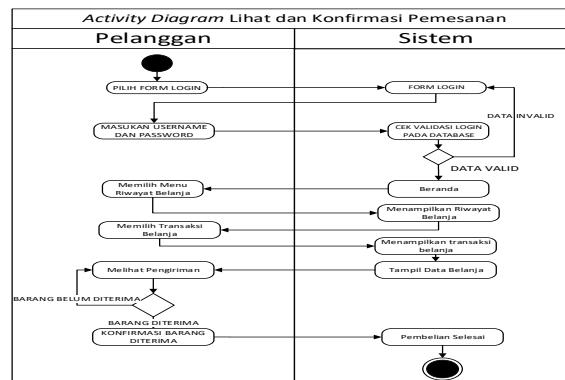 Activity Diagram Lihat dan Konfirmasi Pemesanan
Pelanggan
Sistem
PILIH FORM LOGIN
FORM LOGIN
DATA INVALID
MASUKAN USERNAME
DAN PASSWORD
CEK VALIDASI LOGIN
PADA DATABASE
DATA VALID
Memilih Menu
Riwayat Belanja
Beranda
Menampilkan Riwayat
Belanja
Memilih Transaksi
Belanja
Menampilkan transaksi
belanja
Melihat Pengiriman
Tampil Data Belanja
BARANG BELUM DITERIMA
BARANG DITERIMA
KONFIRMASI BARANG
DITERIMA
Pembelian Selesai